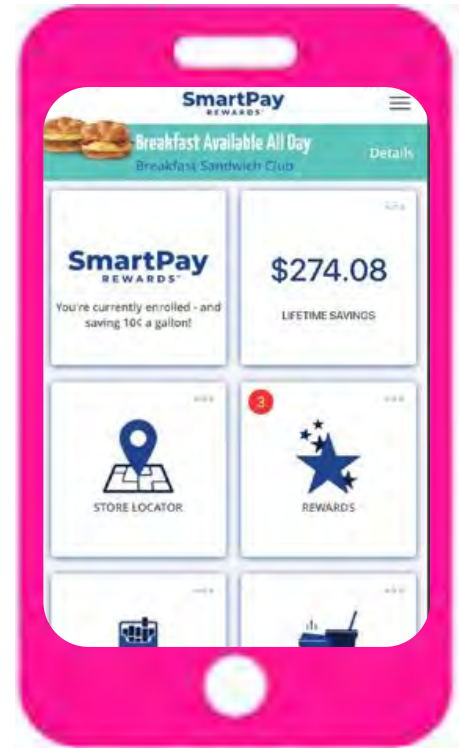 SmartPay
REWARDS
Breakfast Available All Day
Breakfast Sandwich Club
Details
SmartPay
REWARDS™
You're currently enrolled - and
saving 10¢ a gallon!
$274.08
LIFETIME SAVINGS
STORE LOCATOR
3
REWARDS